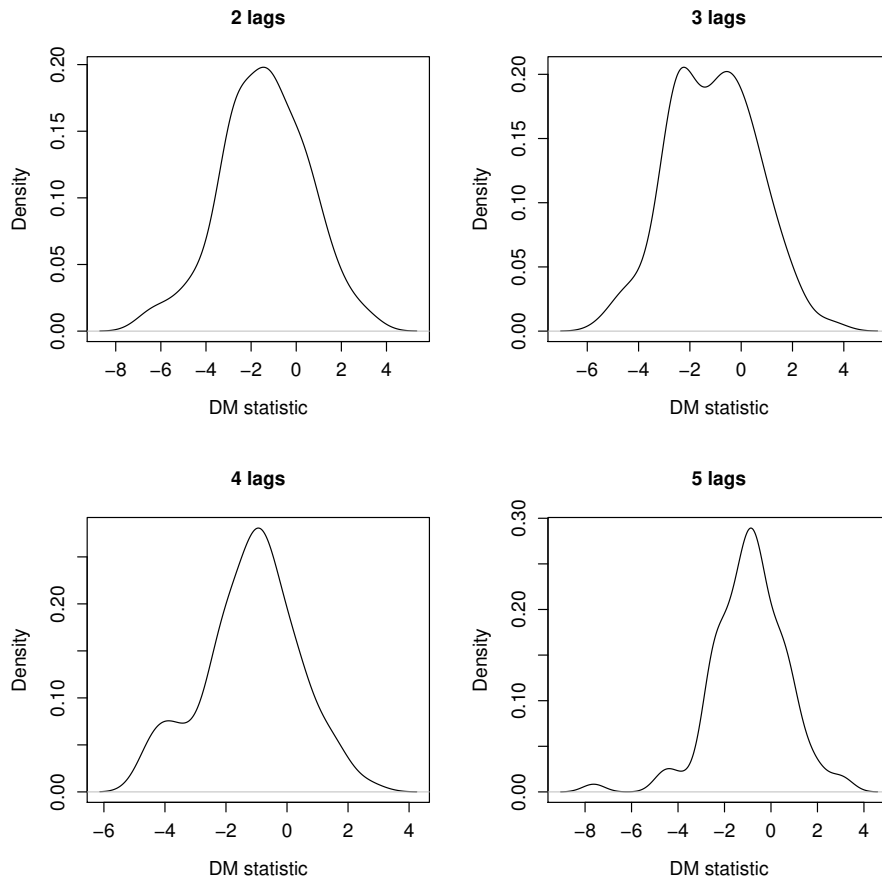 2 lags
Density
0.00 0.05 0.10 0.15 0.20
−8 −6 −4 −2 0 2 4
DM statistic
3 lags
Density
0.00 0.05 0.10 0.15 0.20
−6 −4 −2 0 2 4
DM statistic
4 lags
Density
0.00 0.10 0.20
−6 −4 −2 0 2 4
DM statistic
5 lags
Density
0.00 0.10 0.20 0.30
−8 −6 −4 −2 0 2 4
DM statistic